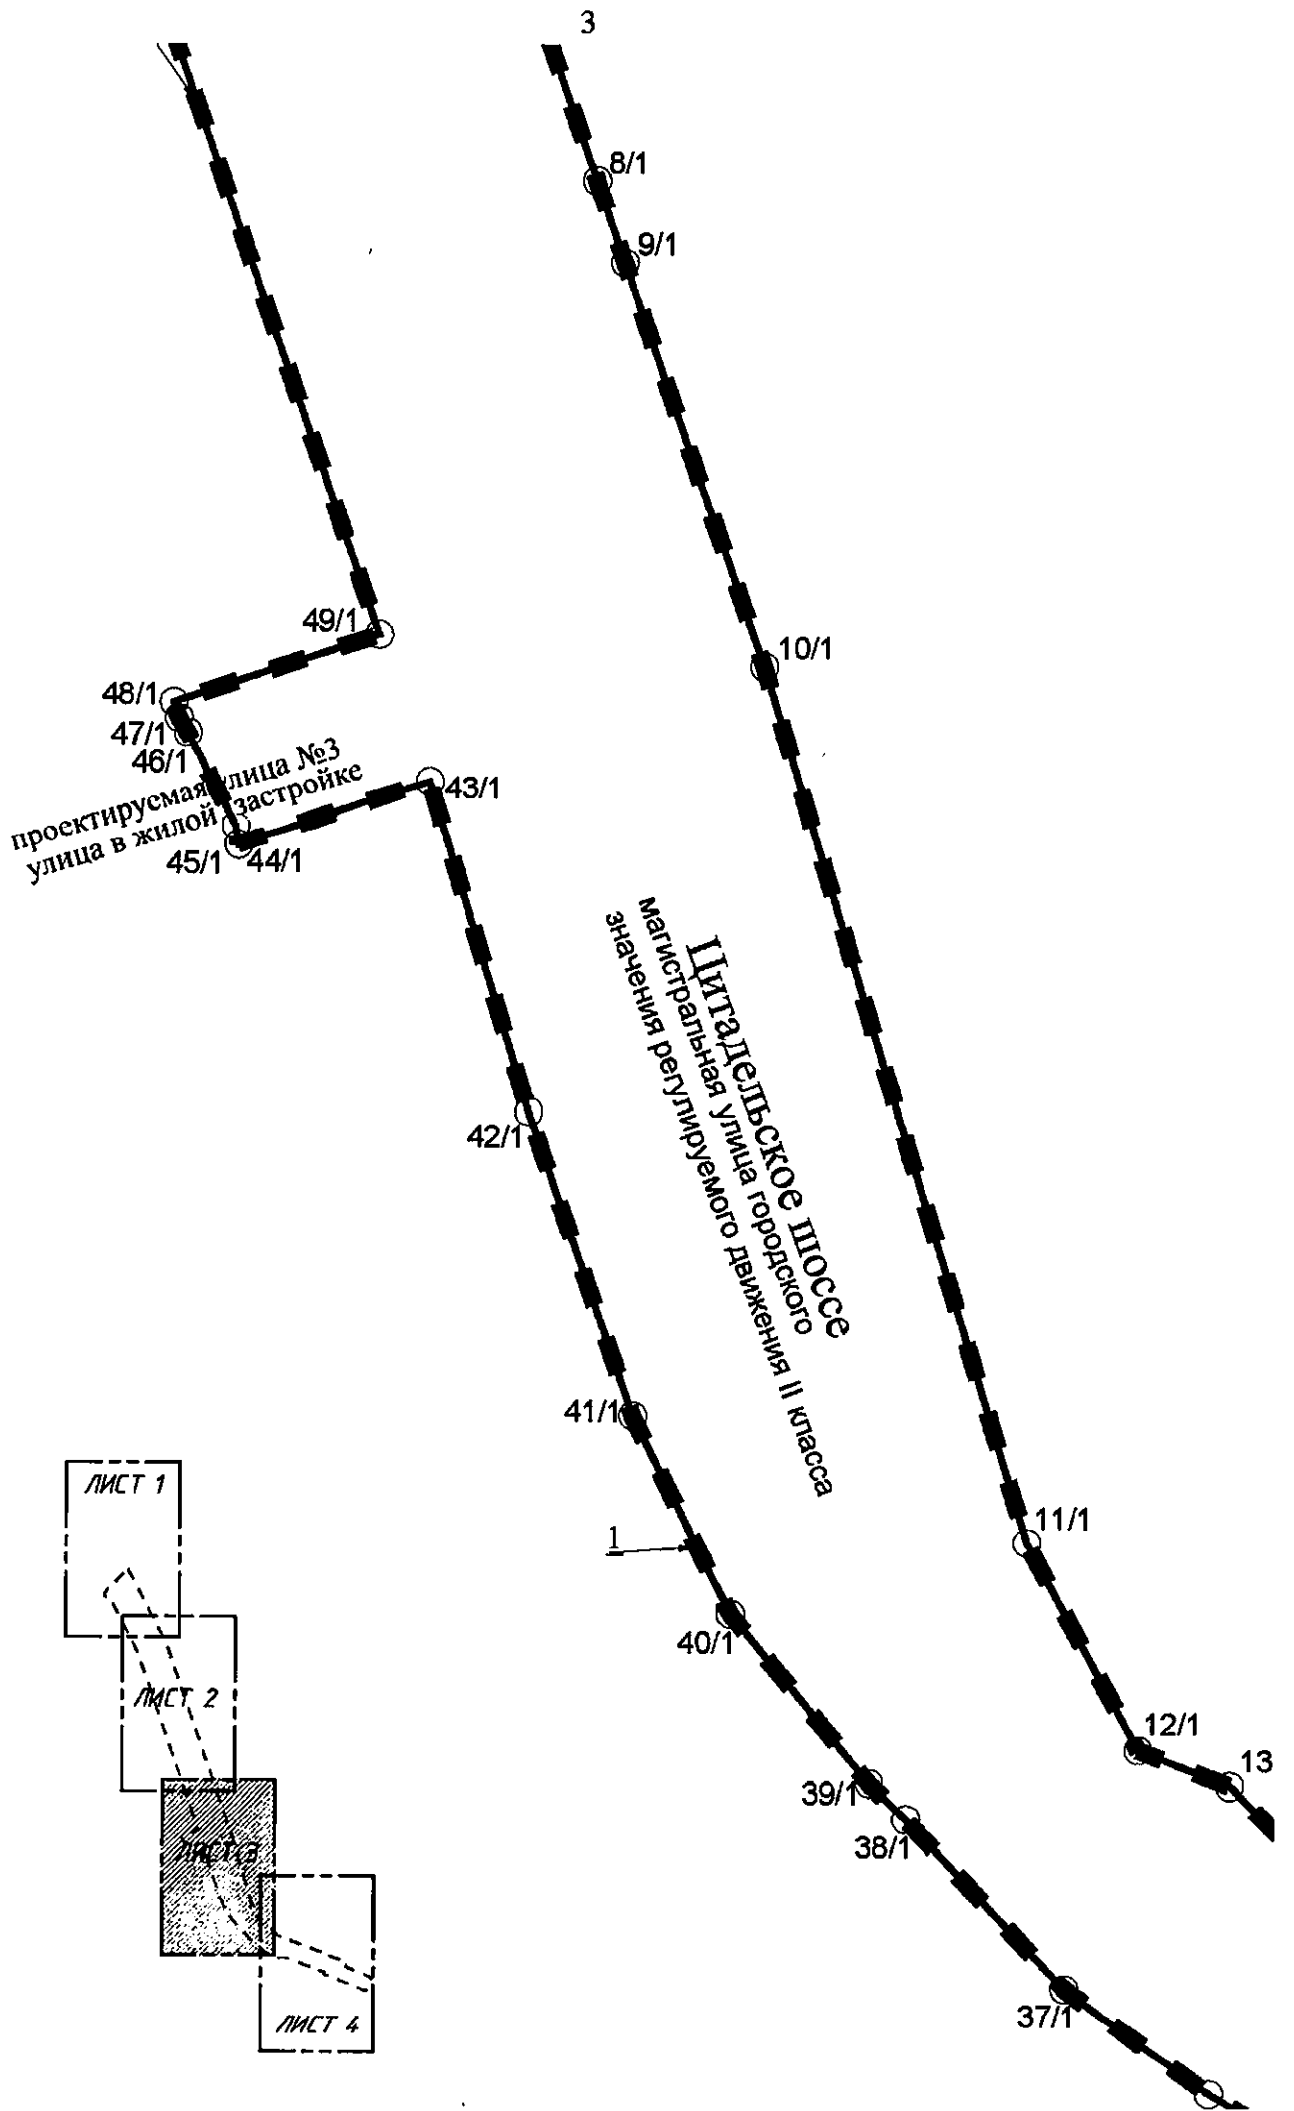 3
8/1
9/1
49/1
10/1
48/1
47/1
46/1
проектируемая улица №3
улица в жилой застройке
43/1
45/1
44/1
Цитадельское шоссе
магистральная улица городского
значения регулируемого движения II класса
42/1
41/1
ЛИСТ 1
11/1
1
40/1
ЛИСТ 2
12/1
13
39/1
38/1
ЛИСТ 3
37/1
ЛИСТ 4